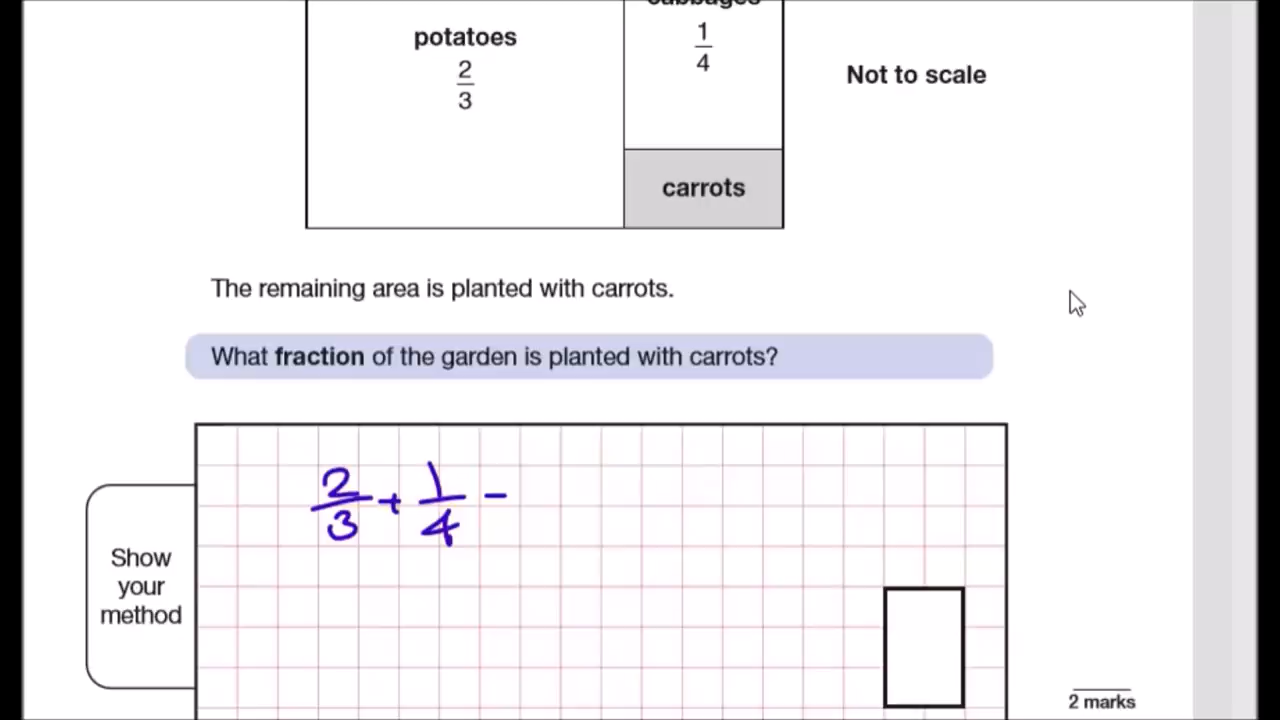 cabbages
potatoes
1
4
2
3
Not to scale
carrots
The remaining area is planted with carrots.
What fraction of the garden is planted with carrots?
2/3 + 1/4 -
Show
your
method
2 marks